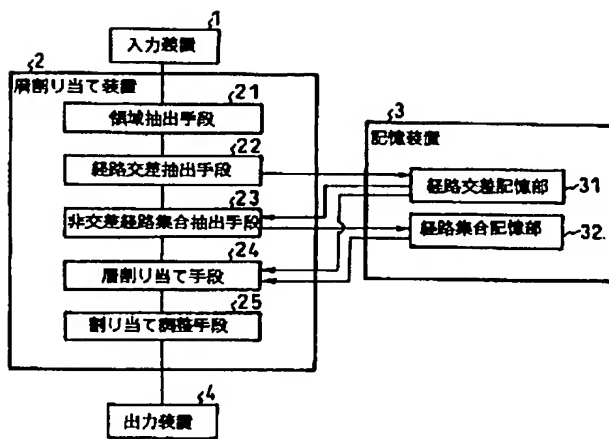 1
入力装置
2
層割り当て装置
21
領域抽出手段
22
経路交差抽出手段
23
非交差経路集合抽出手段
24
層割り当て手段
25
割り当て調整手段
3
記憶装置
経路交差記憶部
31
経路集合記憶部
32.
4
出力装置